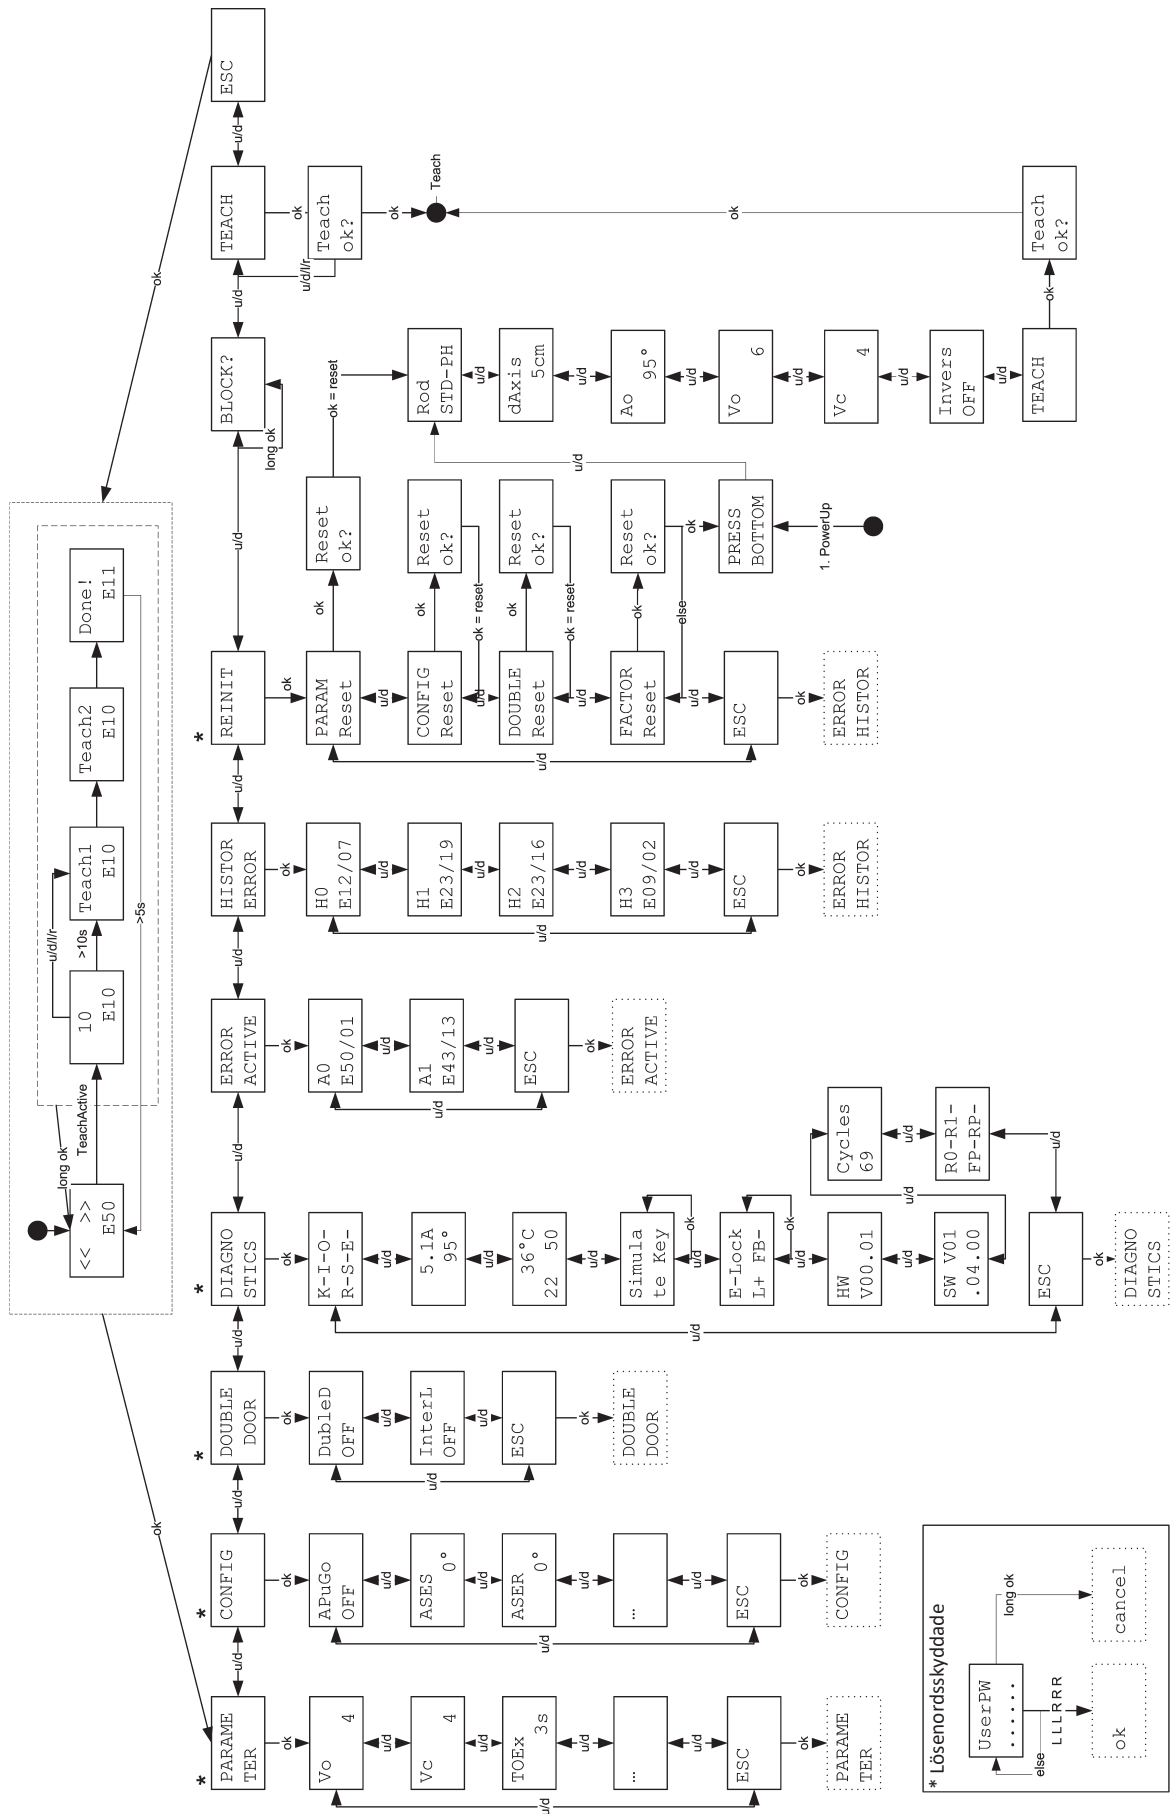 << >>
E50
long ok
TeachActive
10
E10
u/d/l/r
>10s
Teach1
E10
Teach2
E10
Done!
E11
>5s
ok
ok
*
PARAME
TER
u/d
*
CONFIG
u/d
*
DOUBLE
DOOR
u/d
*
DIAGNO
STICS
u/d
ERROR
ACTIVE
u/d
HISTOR
ERROR
u/d
*
REINIT
u/d
BLOCK?
long ok
u/d
TEACH
u/d
ESC
ok
Vo
4
u/d
Vc
4
u/d
TOEx
3s
u/d
...
u/d
ESC
u/d
ok
PARAME
TER
ok
APuGo
OFF
u/d
ASES
0°
u/d
ASER
0°
u/d
...
u/d
ESC
u/d
ok
CONFIG
ok
DubleD
OFF
u/d
InterL
OFF
u/d
ESC
u/d
ok
DOUBLE
DOOR
ok
K-I-O-
R-S-E-
u/d
5.1A
95°
u/d
36°C
22 50
u/d
Simula
te Key
ok
u/d
E-Lock
L+ FB-
ok
u/d
HW
V00.01
u/d
SW V01
.04.00
u/d
Cycles
69
u/d
R0-R1-
FP-RP-
u/d
ESC
u/d
ok
DIAGNO
STICS
ok
A0
E50/01
u/d
A1
E43/13
u/d
ESC
u/d
ok
ERROR
ACTIVE
ok
H0
E12/07
u/d
H1
E23/19
u/d
H2
E23/16
u/d
H3
E09/02
u/d
ESC
u/d
ok
ERROR
HISTOR
ok
PARAM
Reset
ok
Reset
ok?
ok = reset
u/d
CONFIG
Reset
ok
Reset
ok?
ok = reset
u/d
DOUBLE
Reset
ok
Reset
ok?
ok = reset
u/d
FACTOR
Reset
ok
Reset
ok?
else
ok
u/d
ESC
u/d
ok
ERROR
HISTOR
PRESS
BOTTOM
1. PowerUp
u/d
Rod
STD-PH
u/d
dAxis
5cm
u/d
Ao
95°
u/d
Vo
6
u/d
Vc
4
u/d
Invers
OFF
u/d
TEACH
ok
Teach
ok?
ok
ok
Teach
ok?
u/d/l/r
ok
Teach
* Lösenordsskyddade
UserPW
......
else
L L L R R R
ok
long ok
cancel